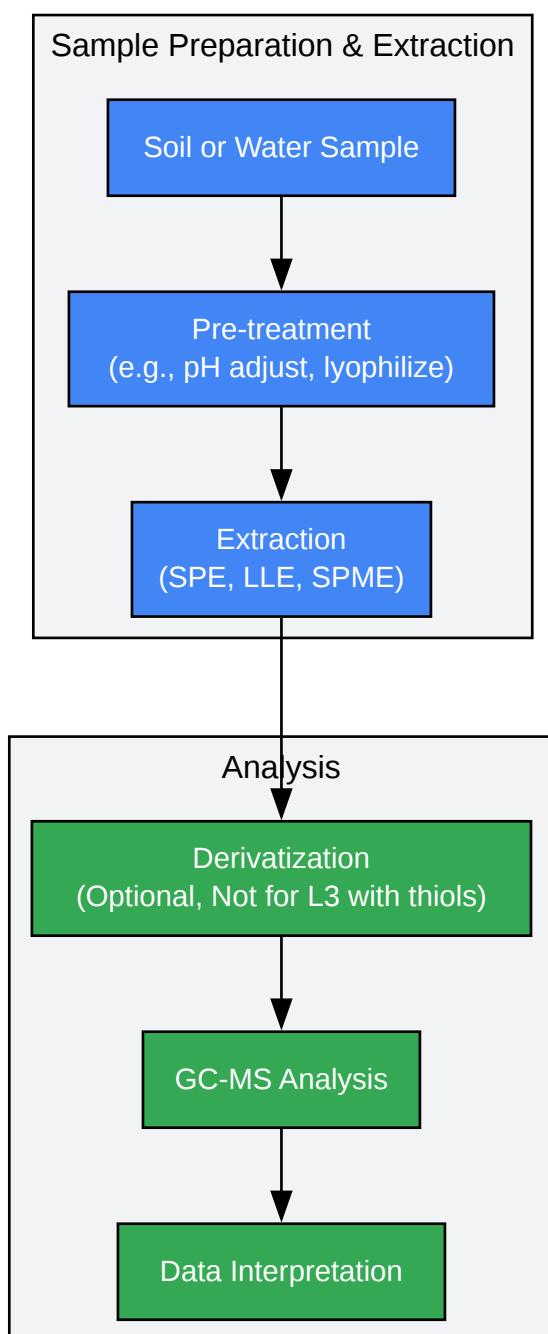 Sample Preparation & Extraction
Soil or Water Sample
Pre-treatment
(e.g., pH adjust, lyophilize)
Extraction
(SPE, LLE, SPME)
Analysis
Derivatization
(Optional, Not for L3 with thiols)
GC-MS Analysis
Data Interpretation